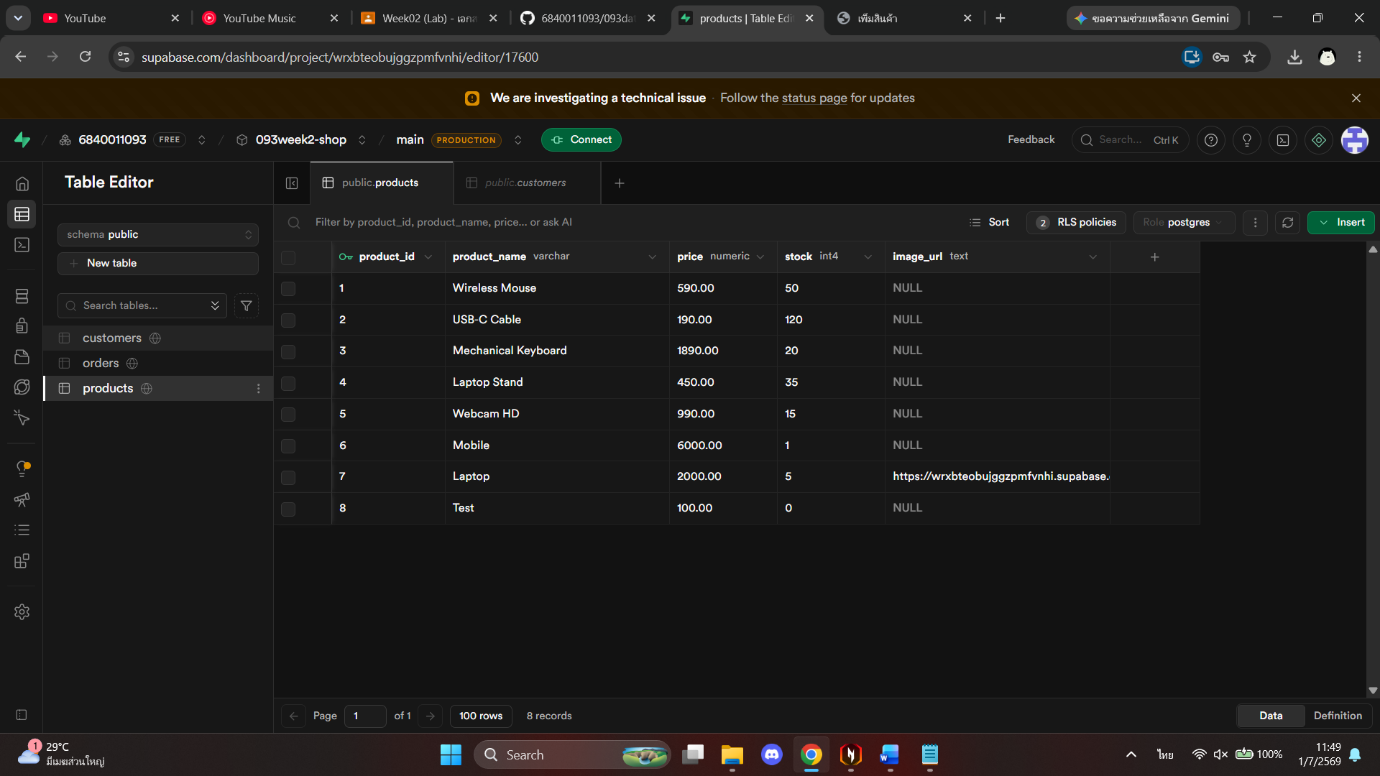 YouTube
YouTube Music
Week02 (Lab) - เอกส
6840011093/093dat
products | Table Edi
เพิ่มสินค้า
ขอความช่วยเหลือจาก Gemini
supabase.com/dashboard/project/wrxbteobujggzpmfvnhi/editor/17600
We are investigating a technical issue · Follow the status page for updates
6840011093 FREE
093week2-shop
main PRODUCTION
Connect
Feedback
Search... Ctrl K
Table Editor
public.products
public.customers
schema public
Filter by product_id, product_name, price... or ask AI
Sort
2 RLS policies
Role postgres
Insert
New table
Search tables...
customers
orders
products
product_id product_name varchar price numeric stock int4 image_url text
1 Wireless Mouse 590.00 50 NULL
2 USB-C Cable 190.00 120 NULL
3 Mechanical Keyboard 1890.00 20 NULL
4 Laptop Stand 450.00 35 NULL
5 Webcam HD 990.00 15 NULL
6 Mobile 6000.00 1 NULL
7 Laptop 2000.00 5 https://wrxbteobujggzpmfvnhi.supabase.
8 Test 100.00 0 NULL
Page 1 of 1 100 rows 8 records
Data Definition
1
29°C
มีเมฆส่วนใหญ่
Search
ไทย
100%
11:49
1/7/2569